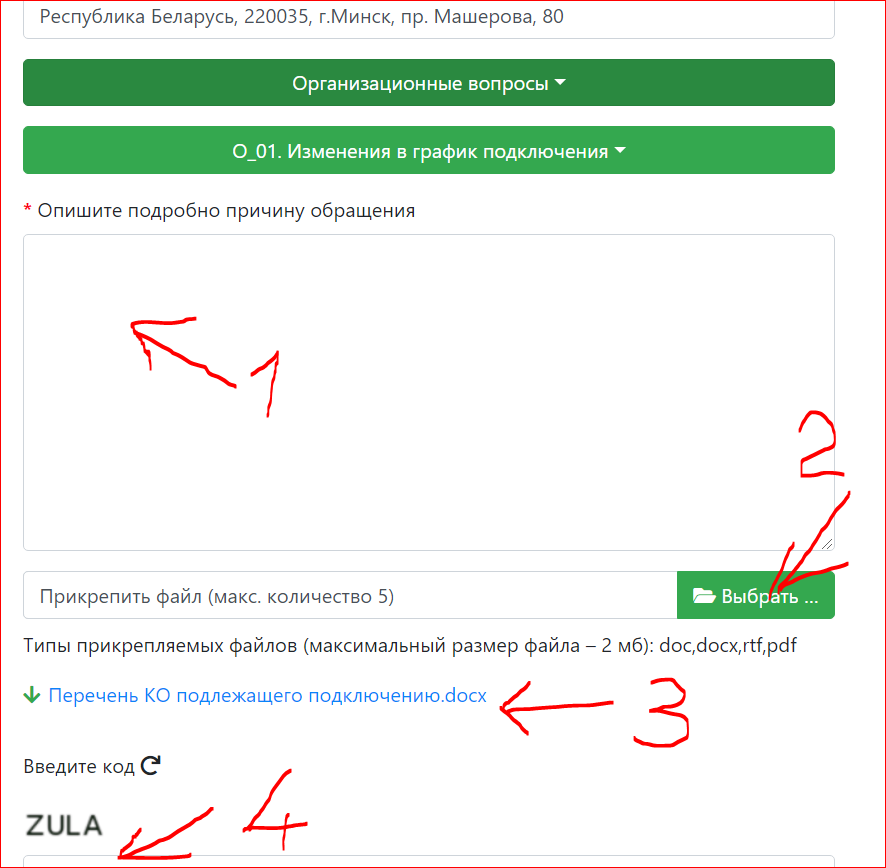 Республика Беларусь, 220035, г.Минск, пр. Машерова, 80
Организационные вопросы
О_01. Изменения в график подключения
* Опишите подробно причину обращения
1
2
Прикрепить файл (макс. количество 5)
Выбрать ...
Типы прикрепляемых файлов (максимальный размер файла – 2 мб): doc,docx,rtf,pdf
Перечень КО подлежащего подключению.docx
3
Введите код
4
ZULA